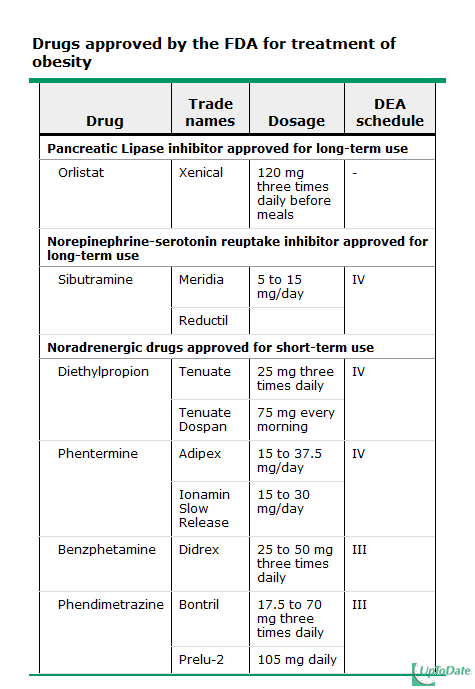 Drugs approved by the FDA for treatment of
obesity
Drug
Trade
names
Dosage
DEA
schedule
Pancreatic Lipase inhibitor approved for long-term use
Orlistat
Xenical
120 mg
three times
daily before
meals
-
Norepinephrine-serotonin reuptake inhibitor approved for
long-term use
Sibutramine
Meridia
5 to 15
mg/day
IV
Reductil
Noradrenergic drugs approved for short-term use
Diethylpropion
Tenuate
25 mg three
times daily
IV
Tenuate
Dospan
75 mg every
morning
Phentermine
Adipex
15 to 37.5
mg/day
IV
Ionamin
Slow
Release
15 to 30
mg/day
Benzphetamine
Didrex
25 to 50 mg
three times
daily
III
Phendimetrazine
Bontril
17.5 to 70
mg three
times daily
III
Prelu-2
105 mg daily
UpToDate